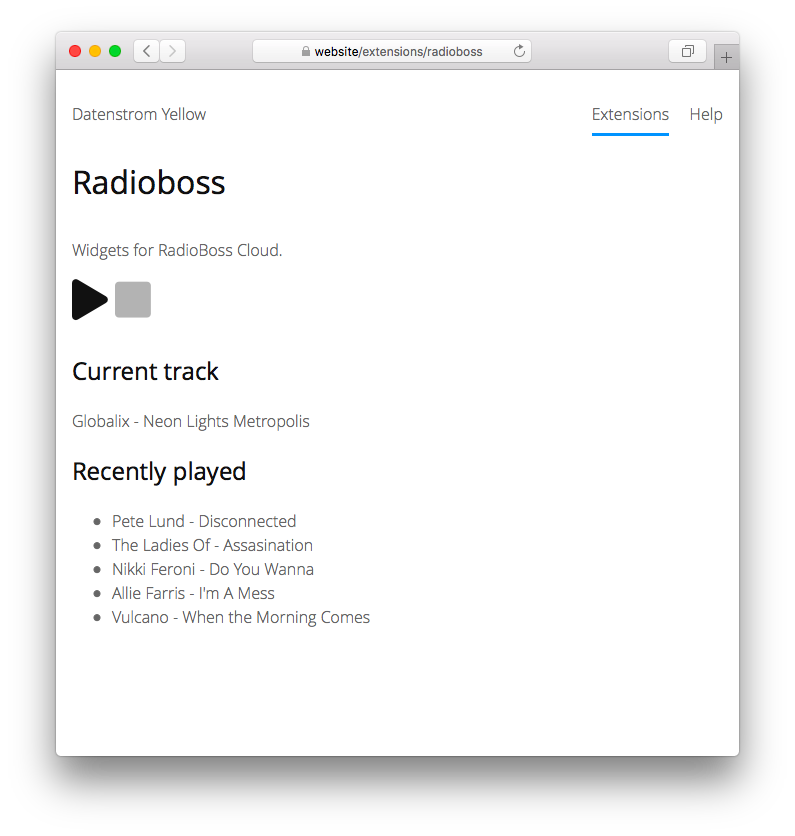 website/extensions/radioboss
Datenstrom Yellow
Extensions
Help
Radioboss
Widgets for RadioBoss Cloud.
Current track
Globalix - Neon Lights Metropolis
Recently played
Pete Lund - Disconnected
The Ladies Of - Assasination
Nikki Feroni - Do You Wanna
Allie Farris - I'm A Mess
Vulcano - When the Morning Comes